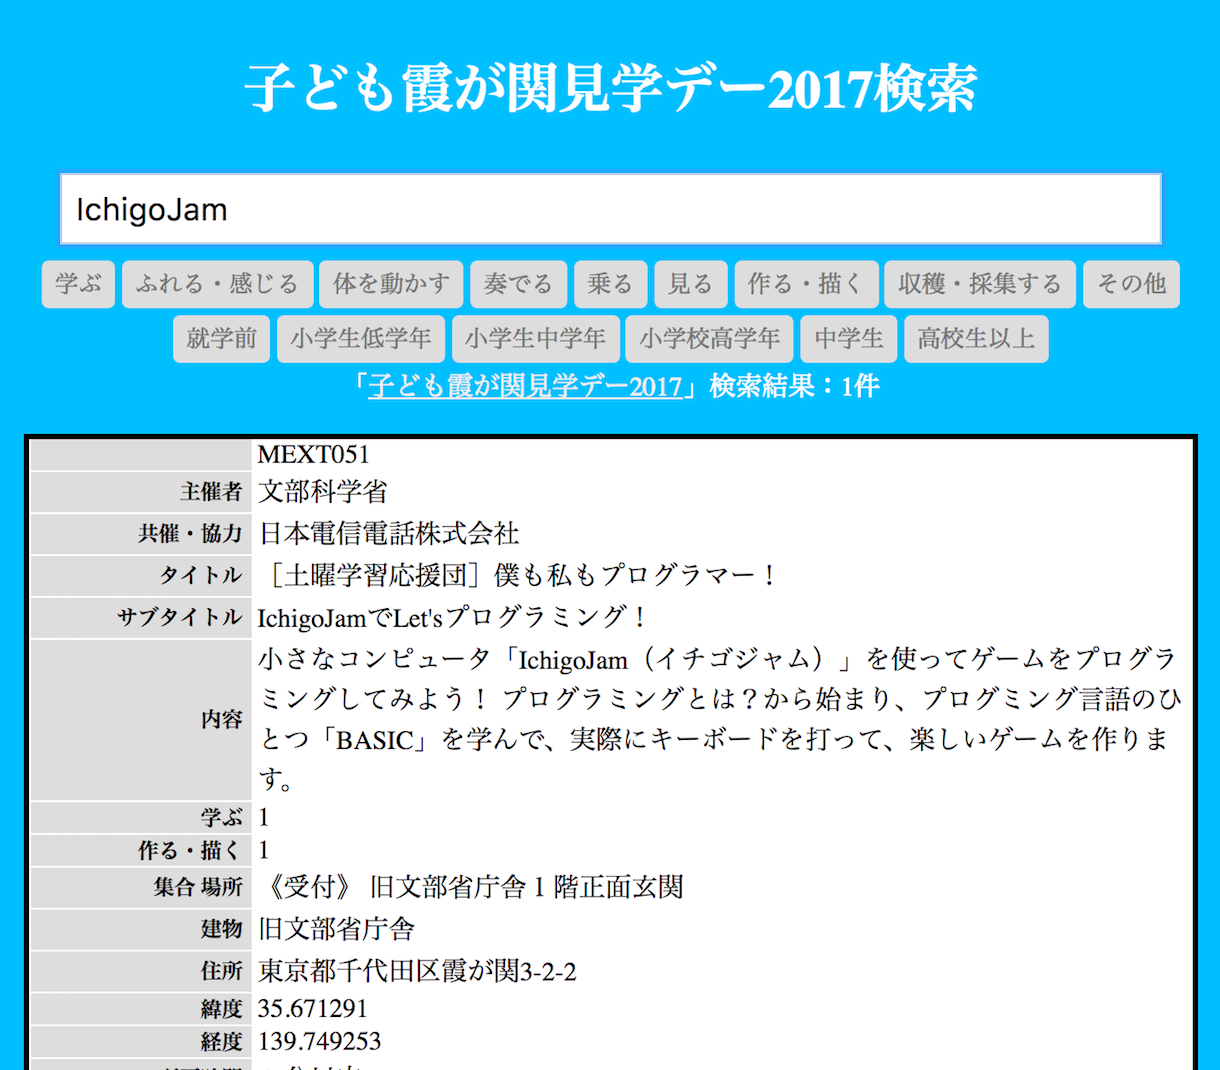 子ども霞が関見学デー2017検索
IchigoJam
学ぶ ふれる・感じる 体を動かす 奏でる 乗る 見る 作る・描く 収穫・採集する その他
就学前 小学生低学年 小学生中学年 小学校高学年 中学生 高校生以上
「子ども霞が関見学デー2017」検索結果：1件
MEXT051
主催者 文部科学省
共催・協力 日本電信電話株式会社
タイトル ［土曜学習応援団］僕も私もプログラマー！
サブタイトル IchigoJamでLet'sプログラミング！
内容 小さなコンピュータ「IchigoJam（イチゴジャム）」を使ってゲームをプログラ
ミングしてみよう！ プログラミングとは？から始まり、プログミング言語のひ
とつ「BASIC」を学んで、実際にキーボードを打って、楽しいゲームを作りま
す。
学ぶ 1
作る・描く 1
集合 場所 《受付》 旧文部省庁舎１階正面玄関
建物 旧文部省庁舎
住所 東京都千代田区霞が関3-2-2
緯度 35.671291
経度 139.749253